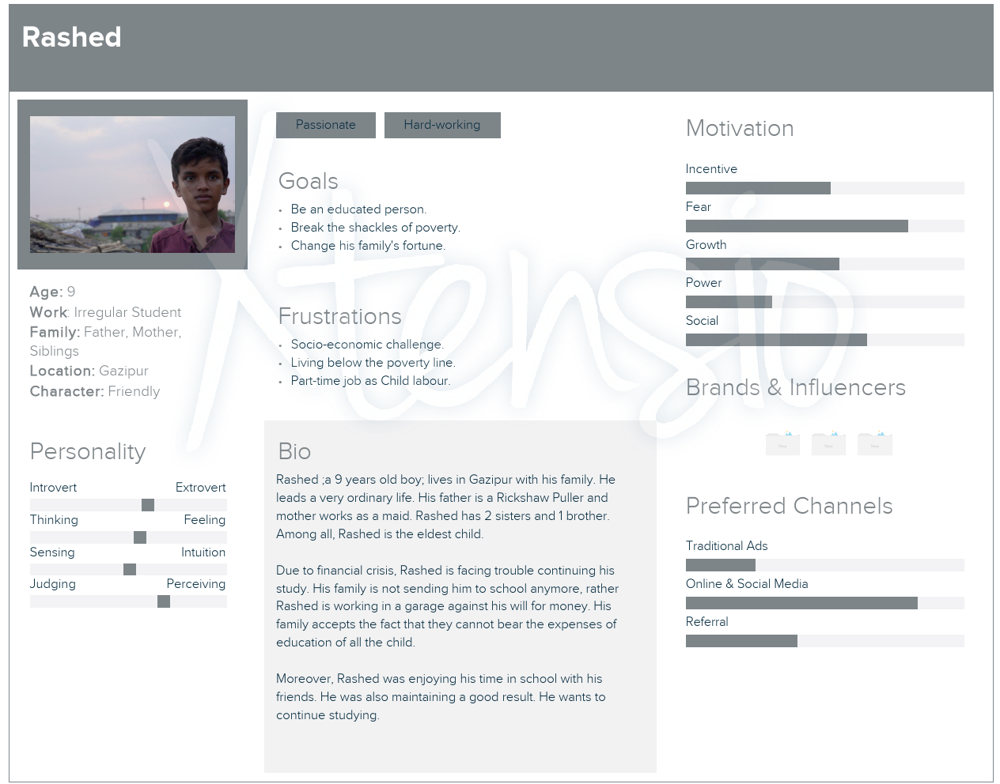 Rashed
Passionate
Hard-working
Age: 9
Work: Irregular Student
Family: Father, Mother,
Siblings
Location: Gazipur
Character: Friendly
Personality
Introvert Extrovert
Thinking Feeling
Sensing Intuition
Judging Perceiving
Goals
• Be an educated person.
• Break the shackles of poverty.
• Change his family's fortune.
Frustrations
• Socio-economic challenge.
• Living below the poverty line.
• Part-time job as Child labour.
Bio
Rashed ;a 9 years old boy; lives in Gazipur with his family. He
leads a very ordinary life. His father is a Rickshaw Puller and
mother works as a maid. Rashed has 2 sisters and 1 brother.
Among all, Rashed is the eldest child.
Due to financial crisis, Rashed is facing trouble continuing his
study. His family is not sending him to school anymore, rather
Rashed is working in a garage against his will for money. His
family accepts the fact that they cannot bear the expenses of
education of all the child.
Moreover, Rashed was enjoying his time in school with his
friends. He was also maintaining a good result. He wants to
continue studying.
Motivation
Incentive
Fear
Growth
Power
Social
Brands & Influencers
Preferred Channels
Traditional Ads
Online & Social Media
Referral
Xtensio